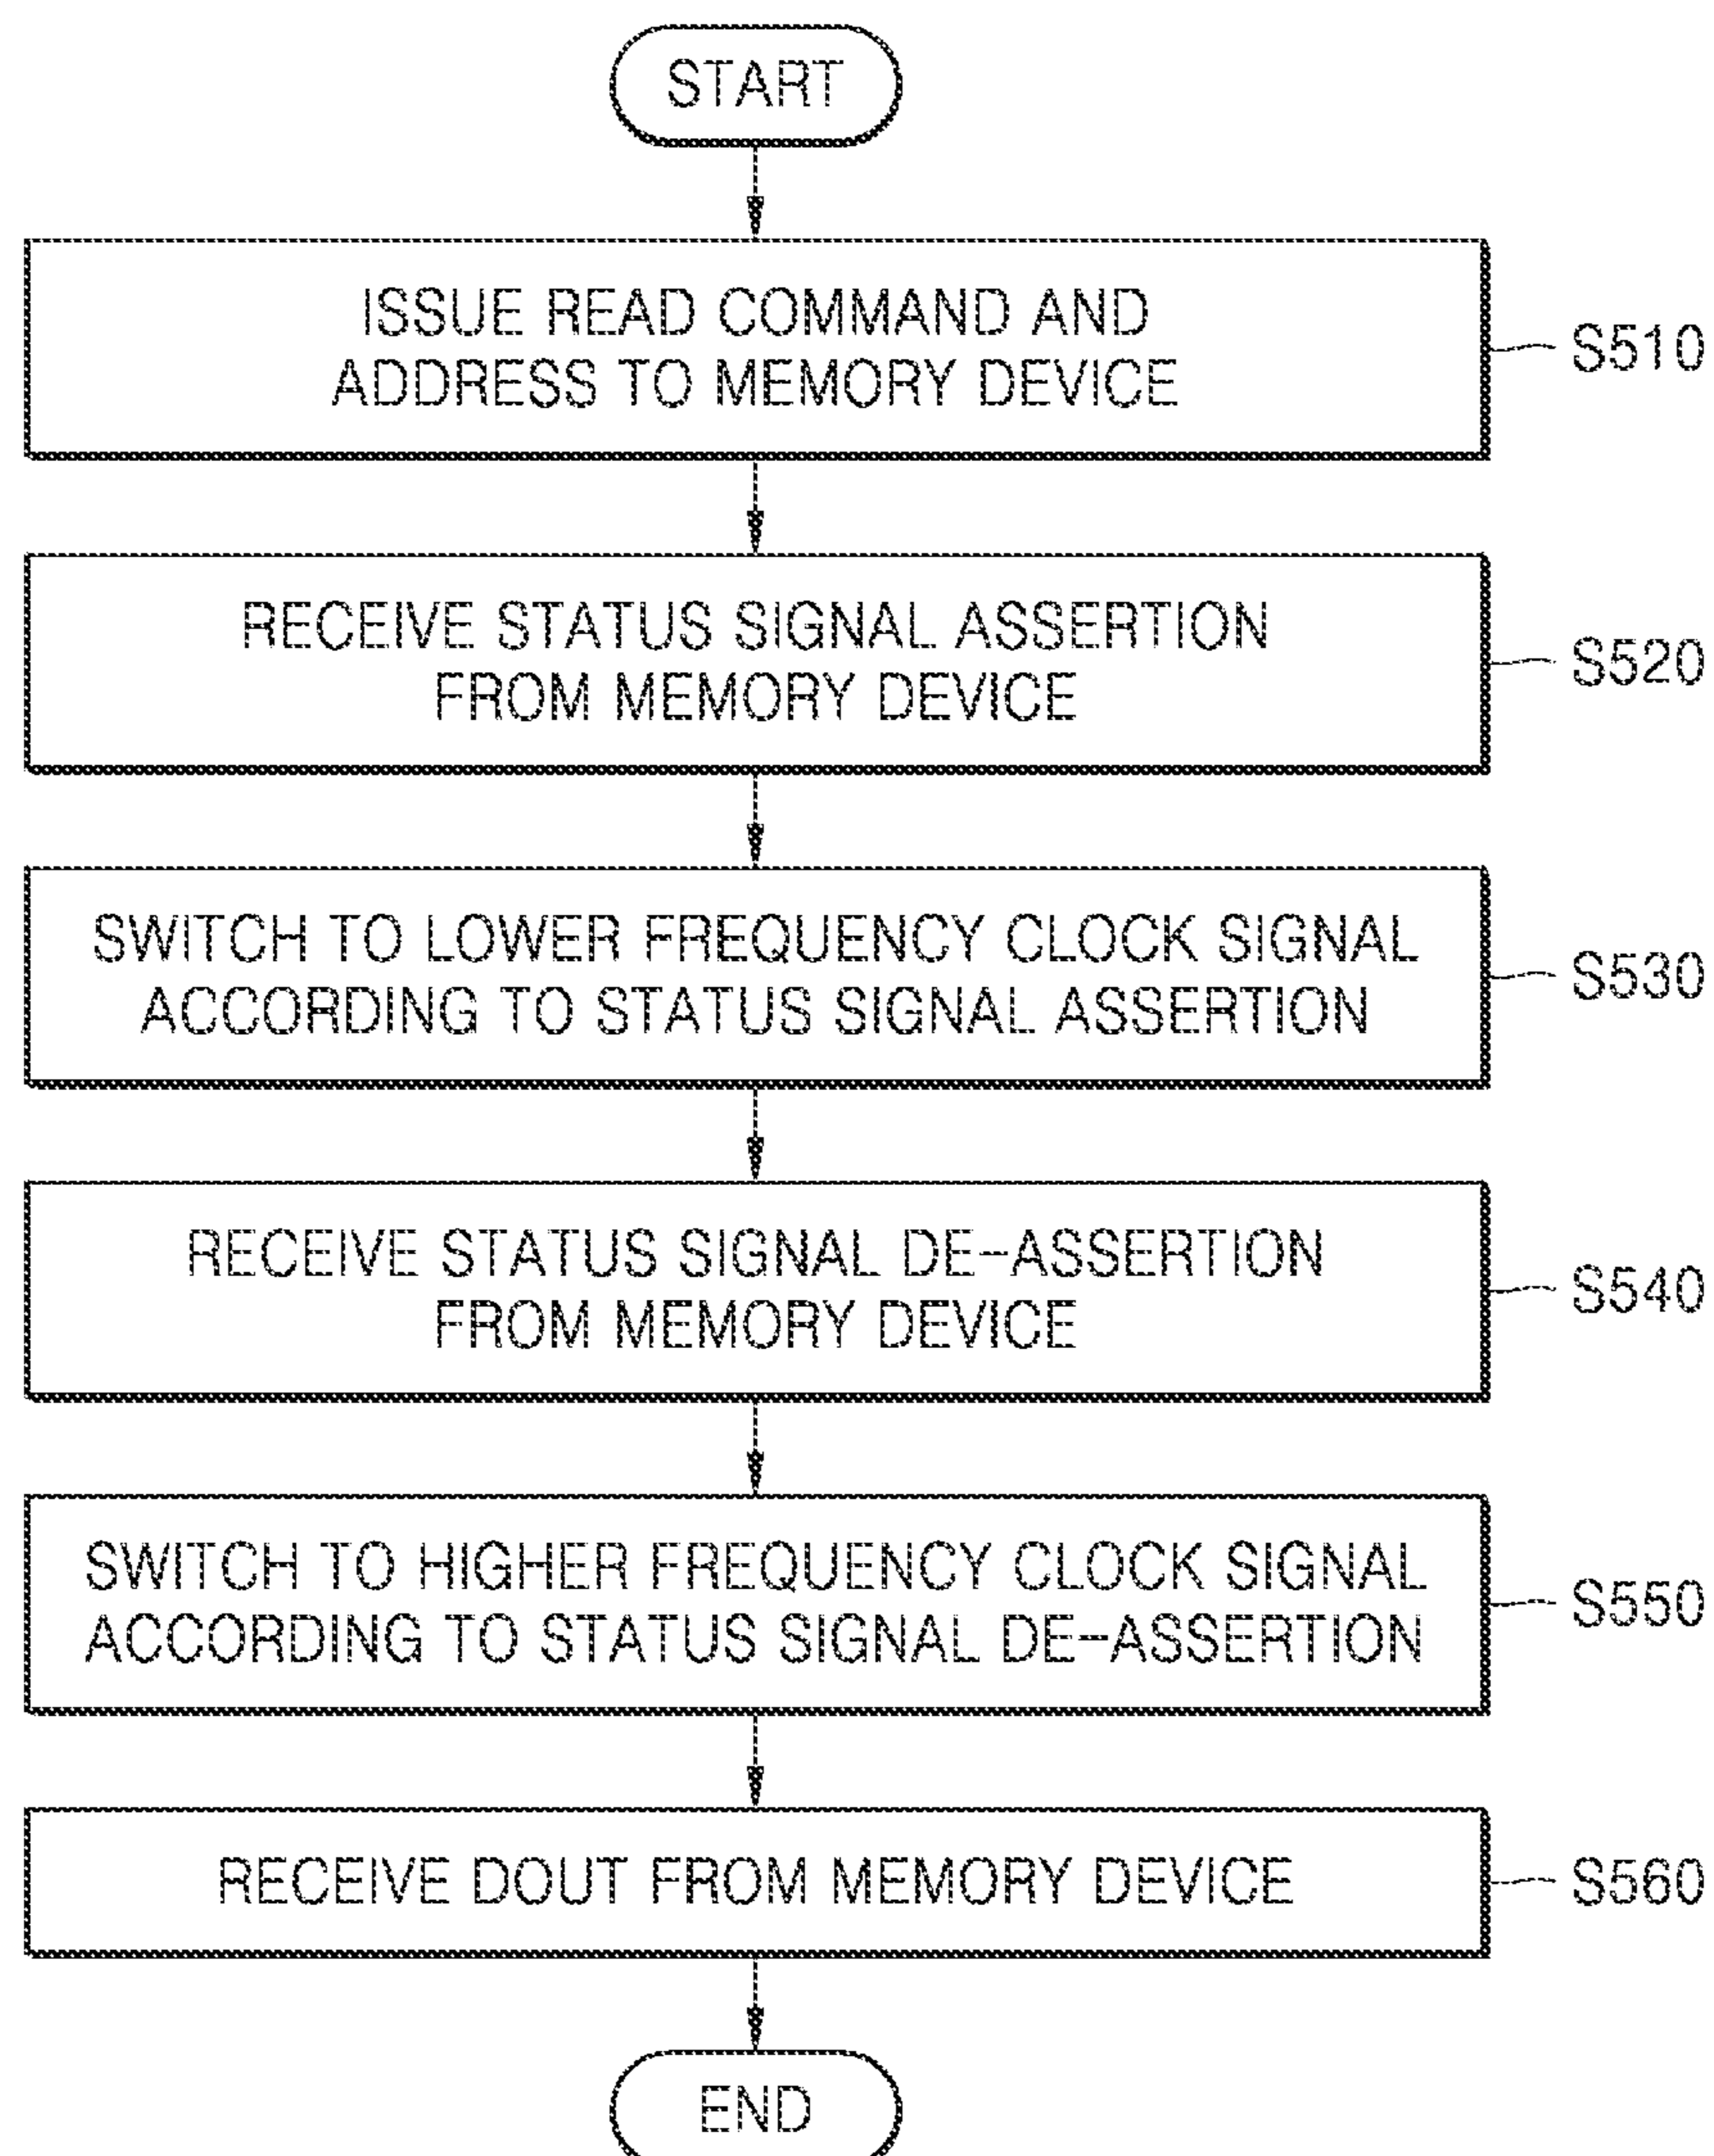 START
ISSUE READ COMMAND AND
ADDRESS TO MEMORY DEVICE
S510
RECEIVE STATUS SIGNAL ASSERTION
FROM MEMORY DEVICE
S520
SWITCH TO LOWER FREQUENCY CLOCK SIGNAL
ACCORDING TO STATUS SIGNAL ASSERTION
S530
RECEIVE STATUS SIGNAL DE-ASSERTION
FROM MEMORY DEVICE
S540
SWITCH TO HIGHER FREQUENCY CLOCK SIGNAL
ACCORDING TO STATUS SIGNAL DE-ASSERTION
S550
RECEIVE DOUT FROM MEMORY DEVICE
S560
END